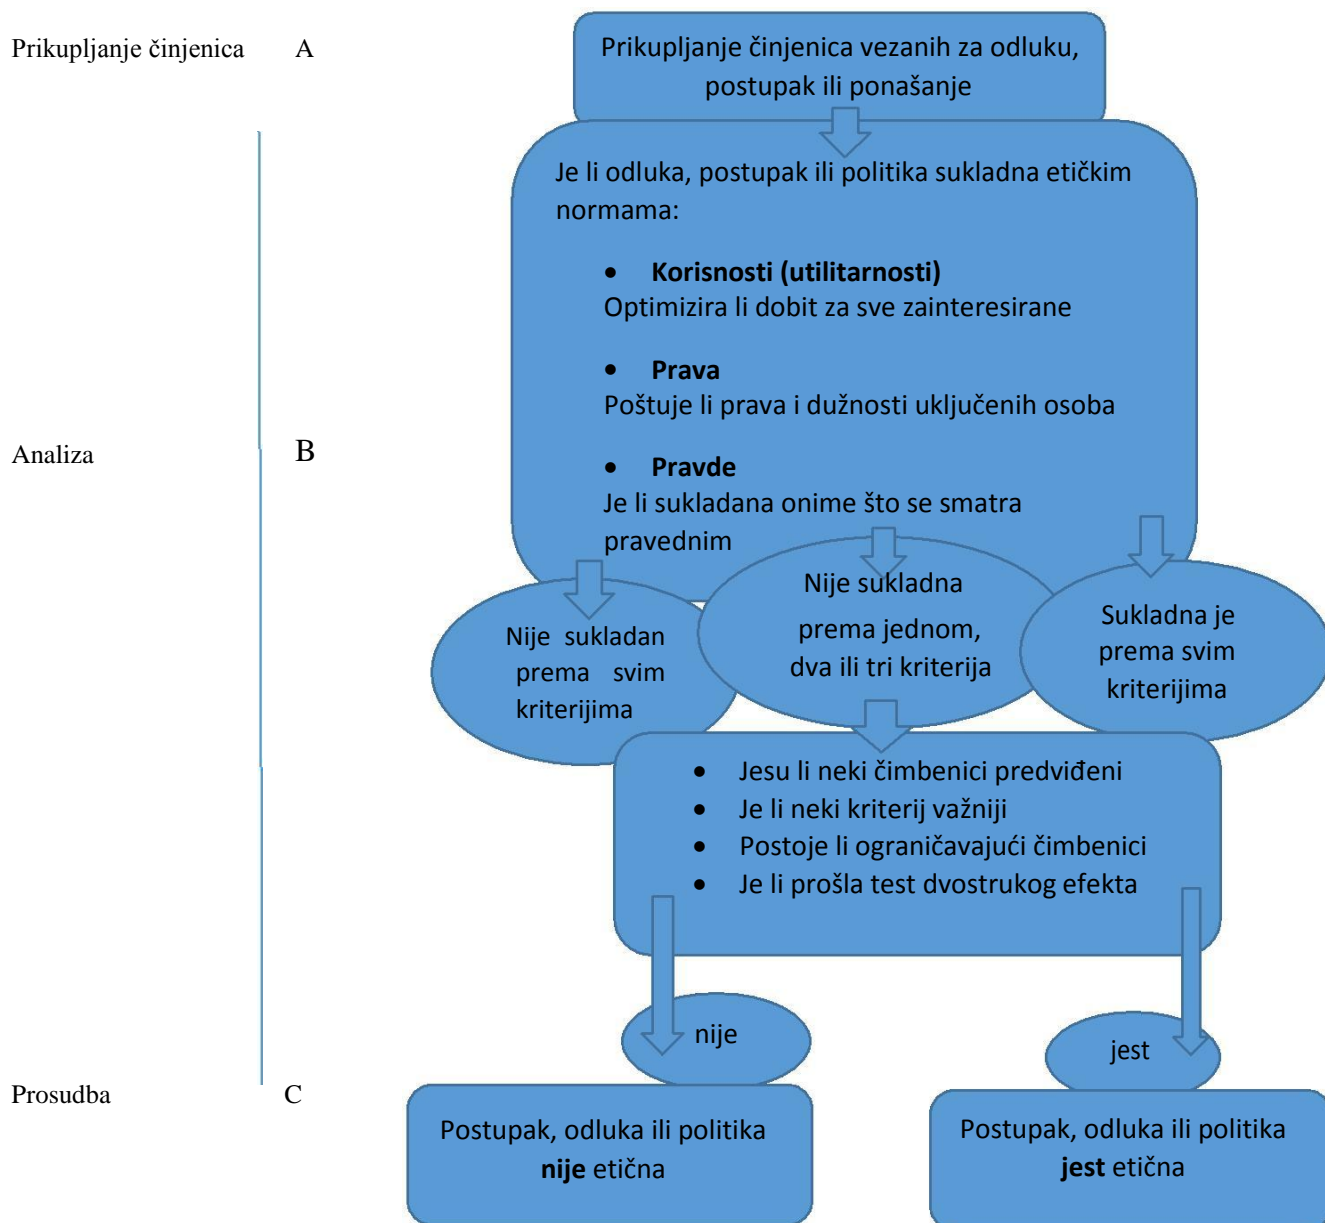 Prikupljanje činjenica A
Prikupljanje činjenica vezanih za odluku,
postupak ili ponašanje
Je li odluka, postupak ili politika sukladna etičkim
normama:
• Korisnosti (utilitarnosti)
Optimizira li dobit za sve zainteresirane
• Prava
Poštuje li prava i dužnosti uključenih osoba
Analiza B
• Pravde
Je li sukladana onime što se smatra
pravednim
Nije sukladan
prema svim
kriterijima
Nije sukladna
prema jednom,
dva ili tri kriterija
Sukladna je
prema svim
kriterijima
• Jesu li neki čimbenici predviđeni
• Je li neki kriterij važniji
• Postoje li ograničavajući čimbenici
• Je li prošla test dvostrukog efekta
nije
jest
Prosudba C
Postupak, odluka ili politika
nije etična
Postupak, odluka ili politika
jest etična